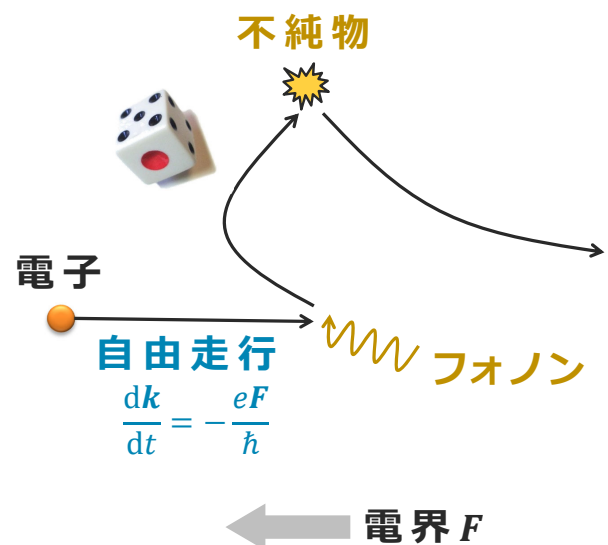 不純物
電子
自由走行
d𝒌/dt = −e𝑭/ℏ
フォノン
電界 𝑭